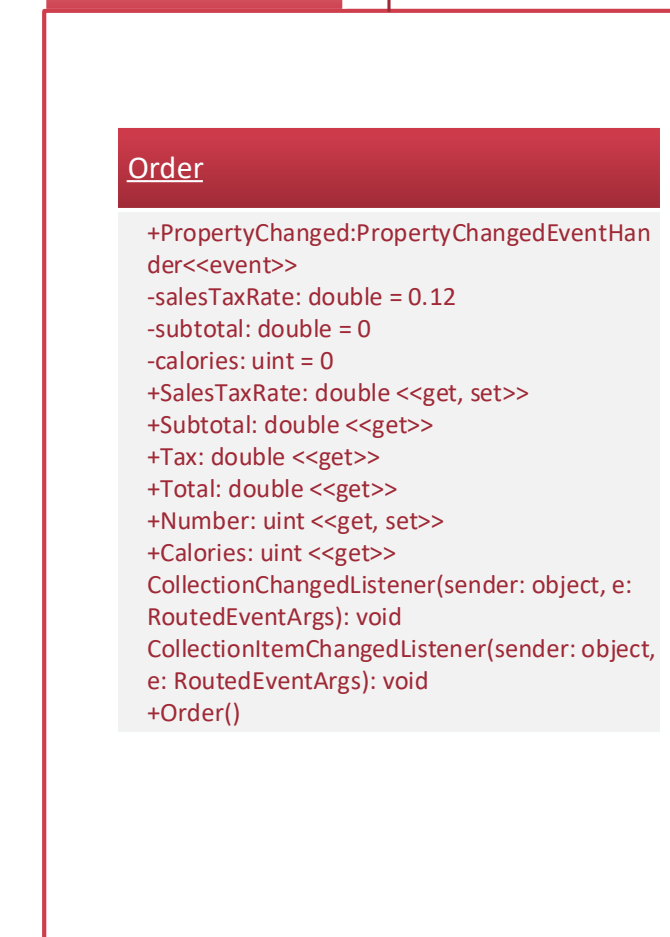 Order
+PropertyChanged:PropertyChangedEventHan
der<<event>>
-salesTaxRate: double = 0.12
-subtotal: double = 0
-calories: uint = 0
+SalesTaxRate: double <<get, set>>
+Subtotal: double <<get>>
+Tax: double <<get>>
+Total: double <<get>>
+Number: uint <<get, set>>
+Calories: uint <<get>>
CollectionChangedListener(sender: object, e:
RoutedEventArgs): void
CollectionItemChangedListener(sender: object,
e: RoutedEventArgs): void
+Order()